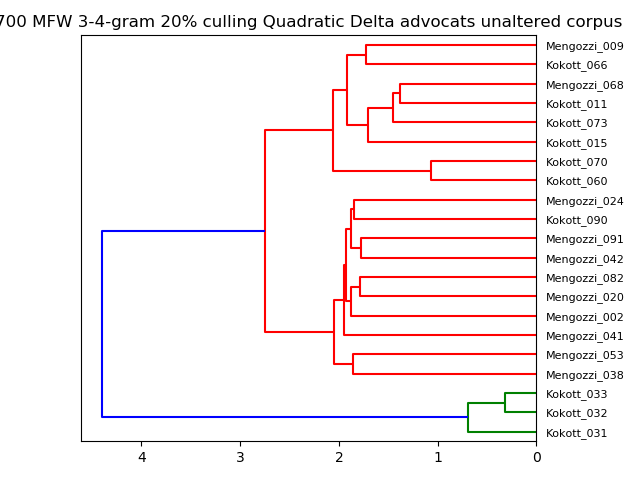 700 MFW 3-4-gram 20% culling Quadratic Delta advocats unaltered corpus
Mengozzi_009
Kokott_066
Mengozzi_068
Kokott_011
Kokott_073
Kokott_015
Kokott_070
Kokott_060
Mengozzi_024
Kokott_090
Mengozzi_091
Mengozzi_042
Mengozzi_082
Mengozzi_020
Mengozzi_002
Mengozzi_041
Mengozzi_053
Mengozzi_038
Kokott_033
Kokott_032
Kokott_031
4 3 2 1 0